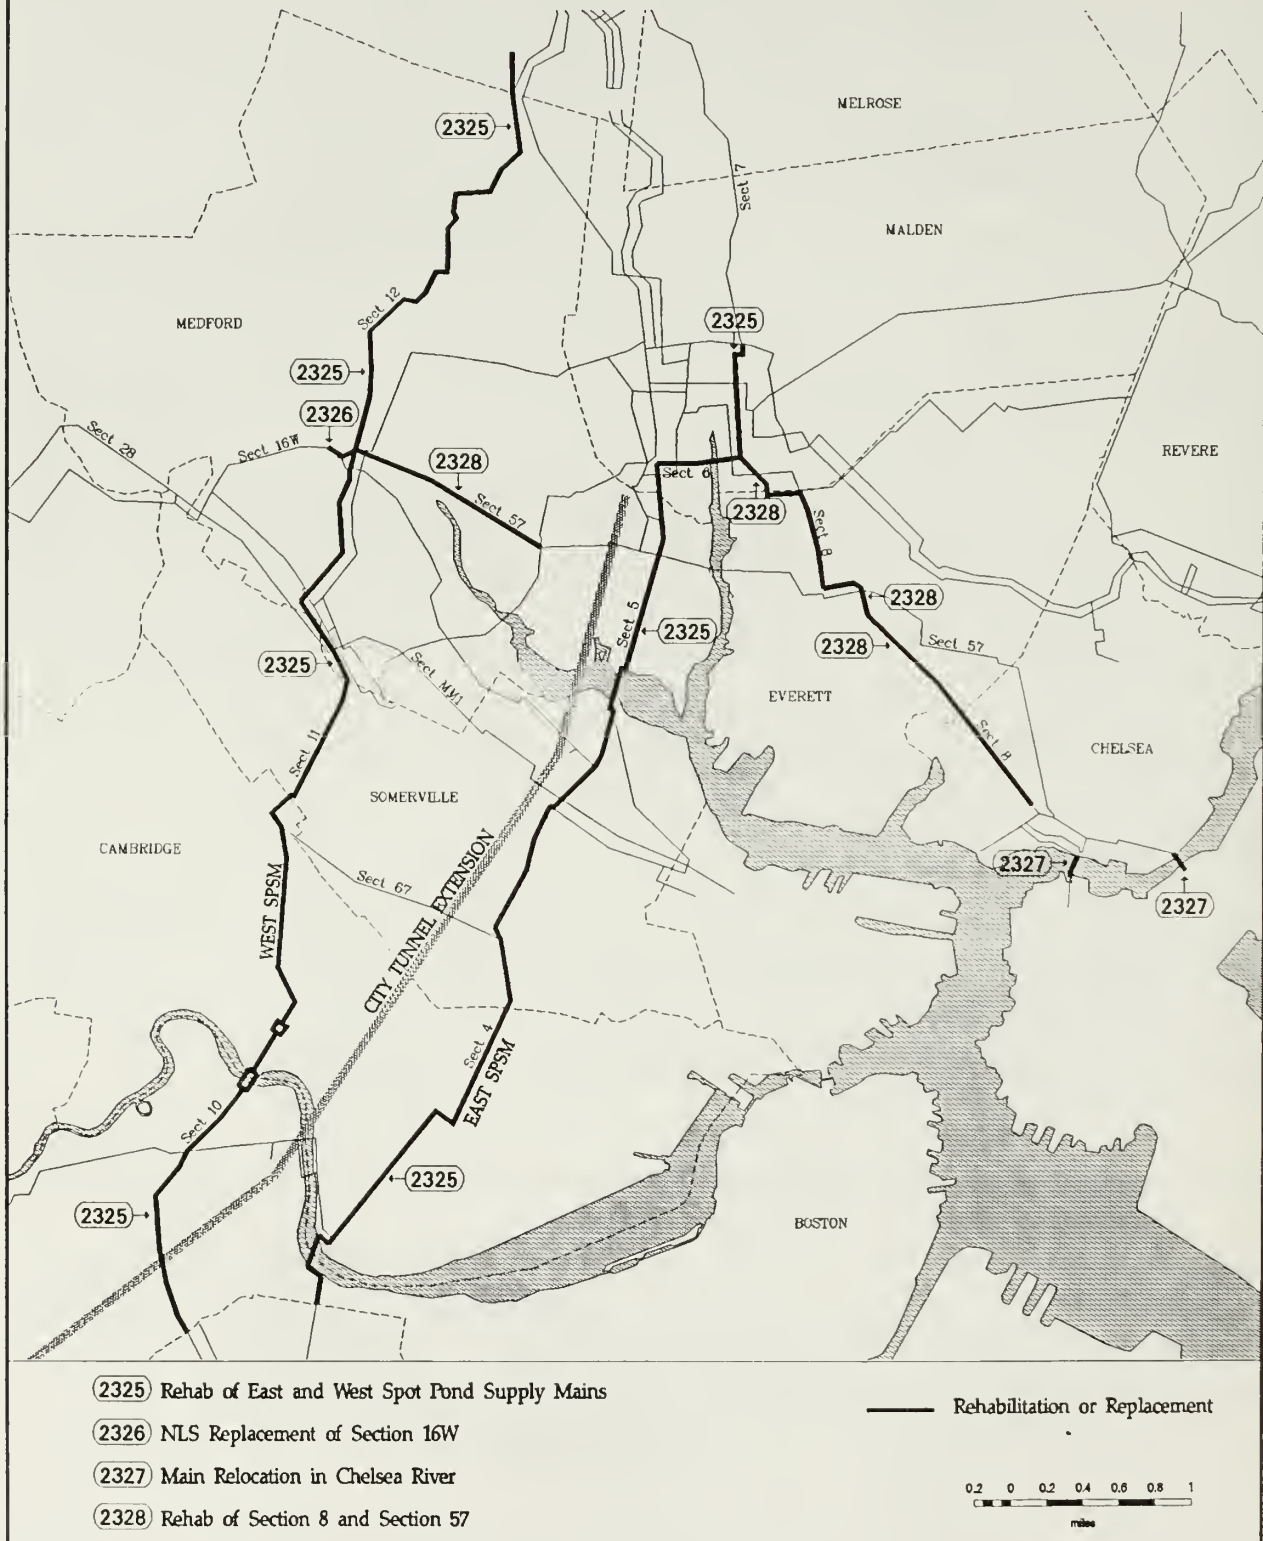 MELROSE
2325
Sect 7
MALDEN
Sect 12
MEDFORD
2325
2325
2326
Sect 28
Sect 16W
REVERE
2328
Sect 6
Sect 57
2328
Sect 8
2328
Sect 5
2325
2328
Sect 57
2325
Sect MV1
EVERETT
Sect 11
Sect 8
CHELSEA
SOMERVILLE
CAMBRIDGE
2327
Sect 67
2327
WEST SPSM
CITY TUNNEL EXTENSION
Sect 4
EAST SPSM
Sect 10
2325
2325
BOSTON
2325 Rehab of East and West Spot Pond Supply Mains
2326 NLS Replacement of Section 16W
2327 Main Relocation in Chelsea River
2328 Rehab of Section 8 and Section 57
Rehabilitation or Replacement
0.2 0 0.2 0.4 0.6 0.8 1
miles